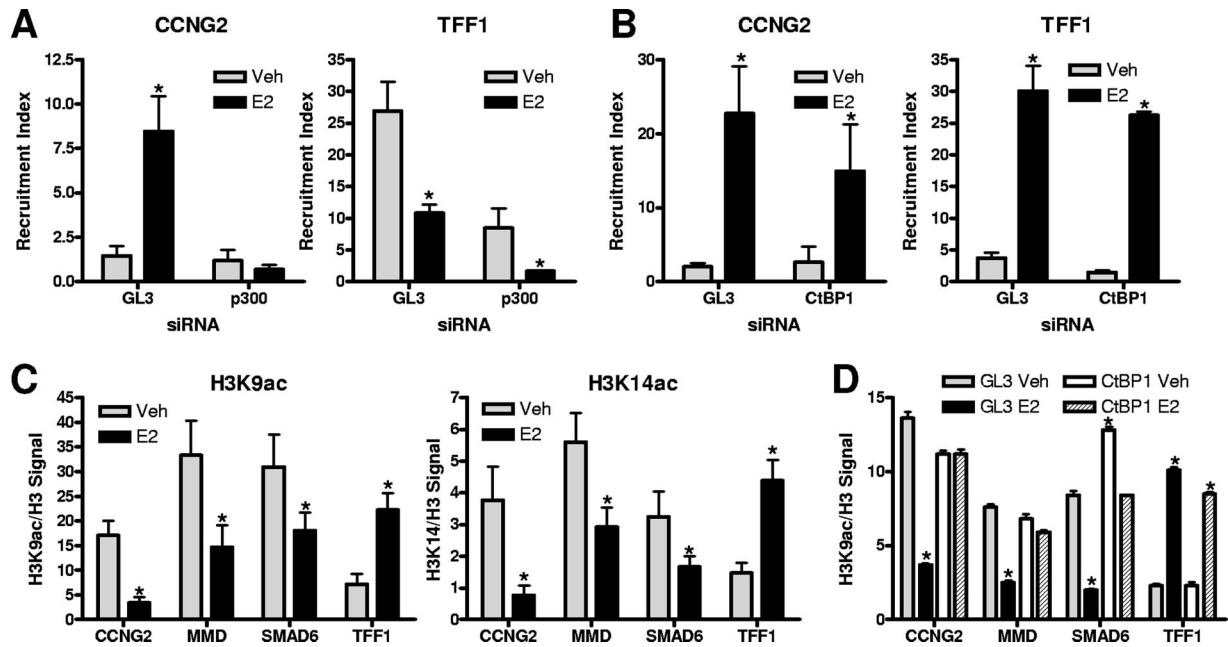 A
CCNG2
Recruitment Index
12.5
10.0
7.5
5.0
2.5
0.0
Veh
E2
*
GL3
p300
siRNA
TFF1
Recruitment Index
35
30
25
20
15
10
5
0
Veh
E2
*
*
GL3
p300
siRNA
B
CCNG2
Recruitment Index
30
20
10
0
Veh
E2
*
*
GL3
CtBP1
siRNA
TFF1
Recruitment Index
35
30
25
20
15
10
5
0
Veh
E2
*
*
GL3
CtBP1
siRNA
C
H3K9ac
H3K9ac/H3 Signal
45
40
35
30
25
20
15
10
5
0
Veh
E2
*
*
*
*
CCNG2
MMD
SMAD6
TFF1
H3K14ac
H3K14/H3 Signal
7
6
5
4
3
2
1
0
Veh
E2
*
*
*
*
CCNG2
MMD
SMAD6
TFF1
D
GL3 Veh
GL3 E2
CtBP1 Veh
CtBP1 E2
H3K9ac/H3 Signal
15
10
5
0
*
*
*
*
*
*
CCNG2
MMD
SMAD6
TFF1